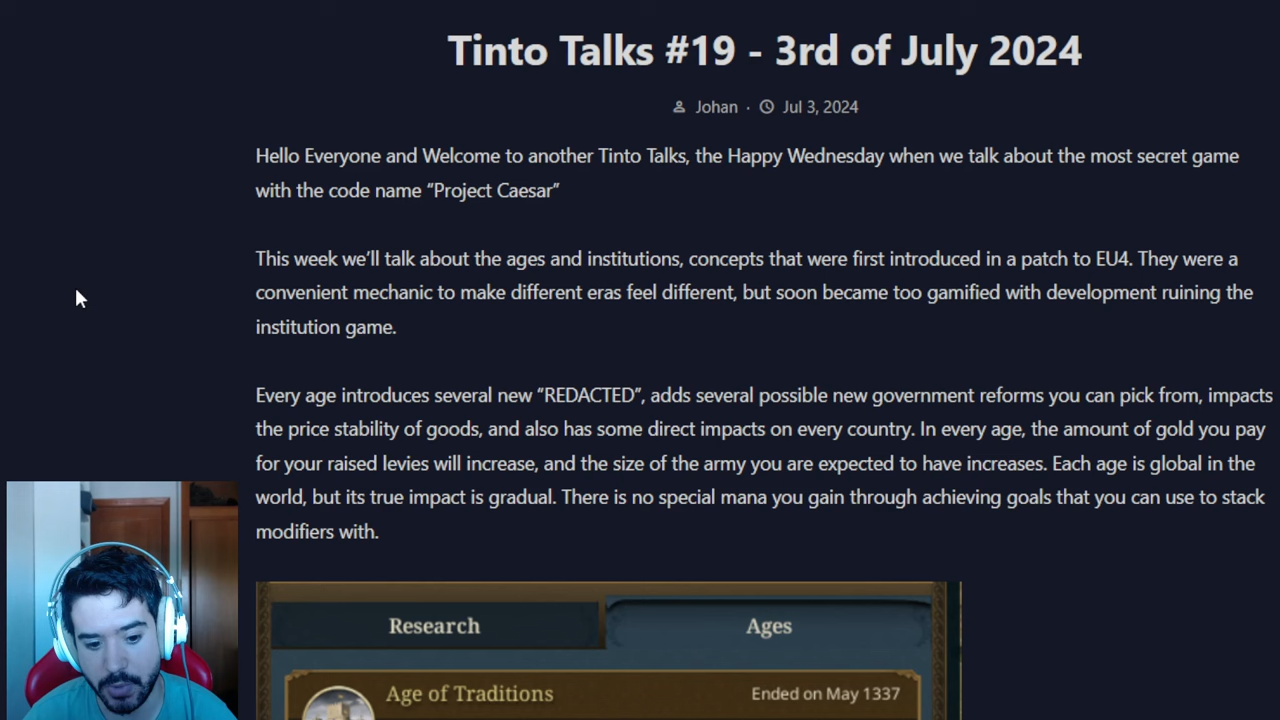 Tinto Talks #19 - 3rd of July 2024
Johan · Jul 3, 2024
Hello Everyone and Welcome to another Tinto Talks, the Happy Wednesday when we talk about the most secret game
with the code name “Project Caesar”
This week we’ll talk about the ages and institutions, concepts that were first introduced in a patch to EU4. They were a
convenient mechanic to make different eras feel different, but soon became too gamified with development ruining the
institution game.
Every age introduces several new “REDACTED”, adds several possible new government reforms you can pick from, impacts
the price stability of goods, and also has some direct impacts on every country. In every age, the amount of gold you pay
for your raised levies will increase, and the size of the army you are expected to have increases. Each age is global in the
world, but its true impact is gradual. There is no special mana you gain through achieving goals that you can use to stack
modifiers with.
Research Ages
Age of Traditions Ended on May 1337